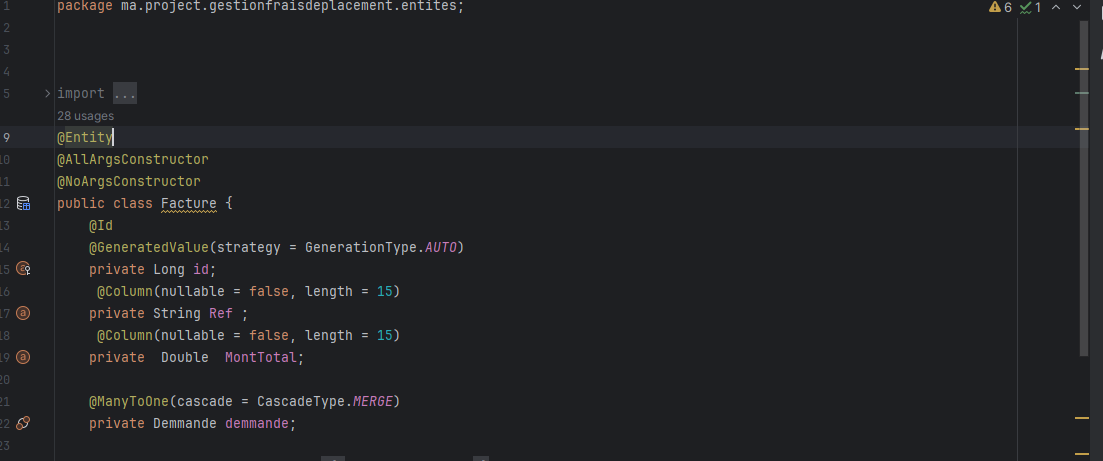 1 package ma.project.gestionfraisdeplacement.entites; 6 1
2
3
4
5 import ...
28 usages
9 @Entity
10 @AllArgsConstructor
11 @NoArgsConstructor
12 public class Facture {
13 @Id
14 @GeneratedValue(strategy = GenerationType.AUTO)
15 private Long id;
16 @Column(nullable = false, length = 15)
17 private String Ref ;
18 @Column(nullable = false, length = 15)
19 private  Double  MontTotal;
20
21 @ManyToOne(cascade = CascadeType.MERGE)
22 private Demmande demmande;
23